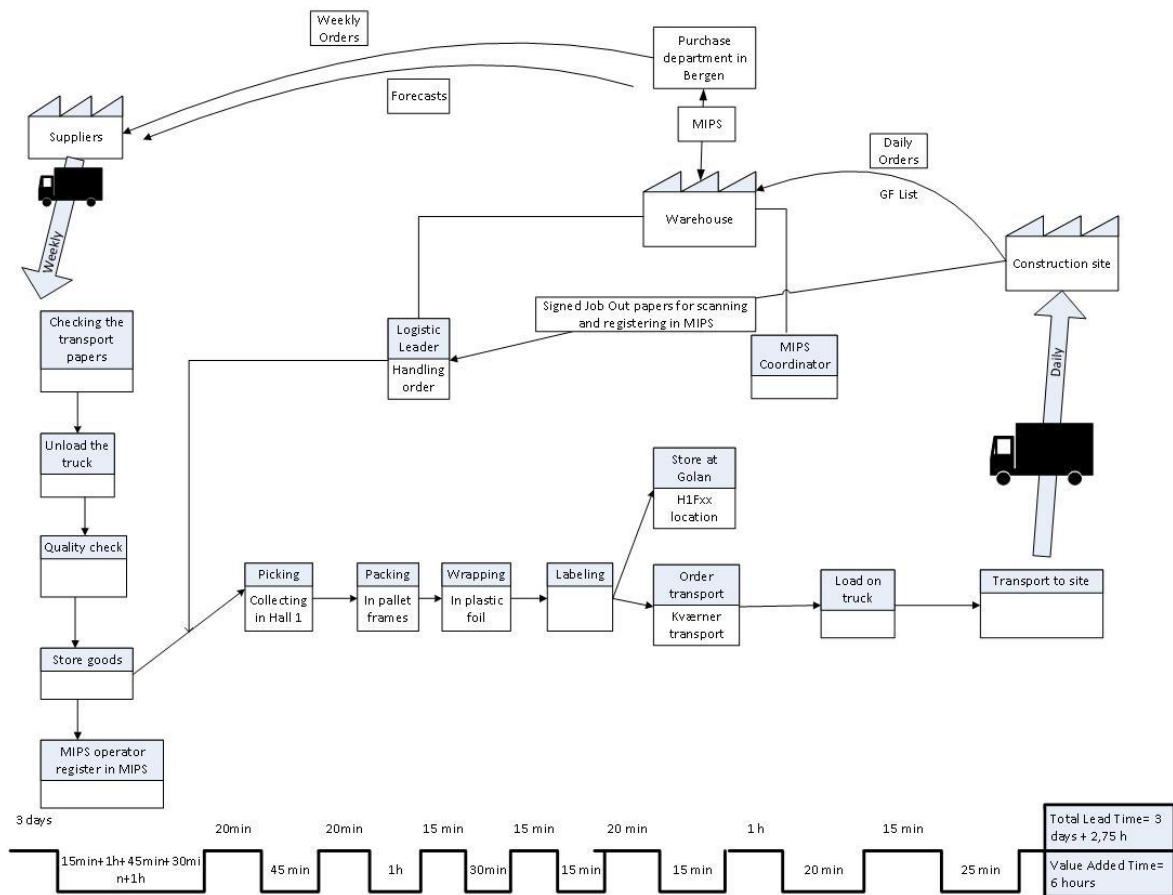 Weekly
Orders
Purchase
department in
Bergen
Forecasts
Suppliers
MIPS
Daily
Orders
GF List
Warehouse
Construction site
Weekly
Signed Job Out papers for scanning
and registering in MIPS
Checking the
transport
papers
Logistic
Leader
Handling
order
MIPS
Coordinator
Daily
Unload the
truck
Store at
Golan
H1Fxx
location
Quality check
Picking
Collecting
in Hall 1
Packing
In pallet
frames
Wrapping
In plastic
foil
Labeling
Order
transport
Kværner
transport
Load on
truck
Transport to site
Store goods
MIPS operator
register in MIPS
3 days
20min
20min
15 min
15 min
20 min
1 h
15 min
Total Lead Time= 3
days + 2,75 h
15min+1h+45min+30mi
n+1h
45 min
1h
30min
15 min
15 min
20 min
25 min
Value Added Time=
6 hours